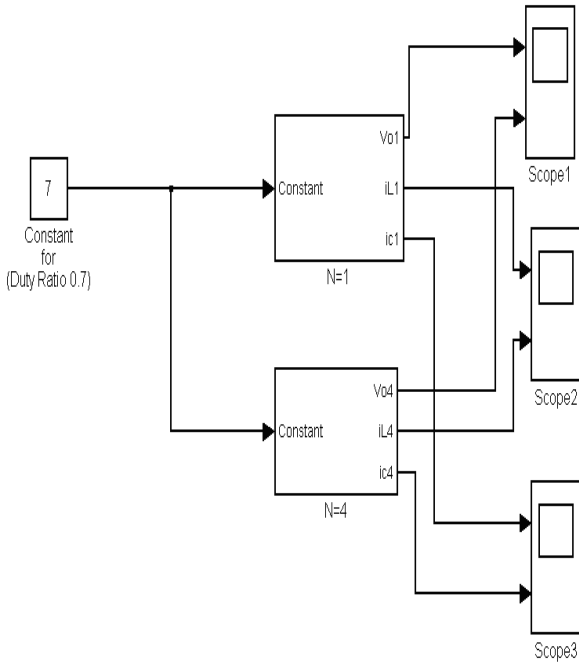 7
Constant
for
(Duty Ratio 0.7)
Constant
Vo1
iL1
ic1
N=1
Constant
Vo4
iL4
ic4
N=4
Scope1
Scope2
Scope3